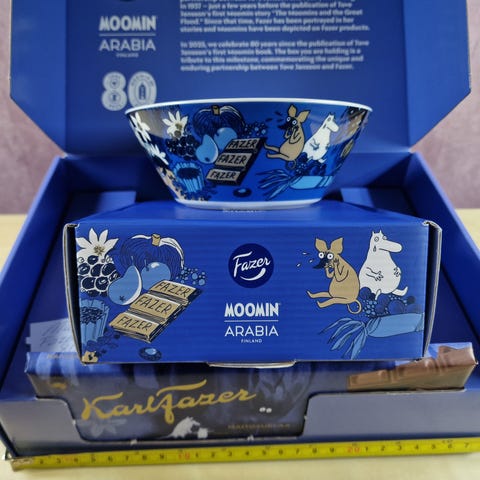 In 1937 – just a few years before the publication of Tove
Jansson's first Moomin story "The Moomins and the Great
Flood." Since that time, Fazer has been portrayed in her
stories and Moomins have been depicted on Fazer products.
In 2025, we celebrate 80 years since the publication of Tove
Jansson's first Moomin book. The box you are holding is a
tribute to this milestone, commemorating the unique and
enduring partnership between Tove Jansson and Fazer.
MOOMIN
ARABIA
FINLAND
80
FAZER
FAZER
FAZER
Fazer
MOOMIN
ARABIA
FINLAND
FAZER
FAZER
FAZER
Karl Fazer